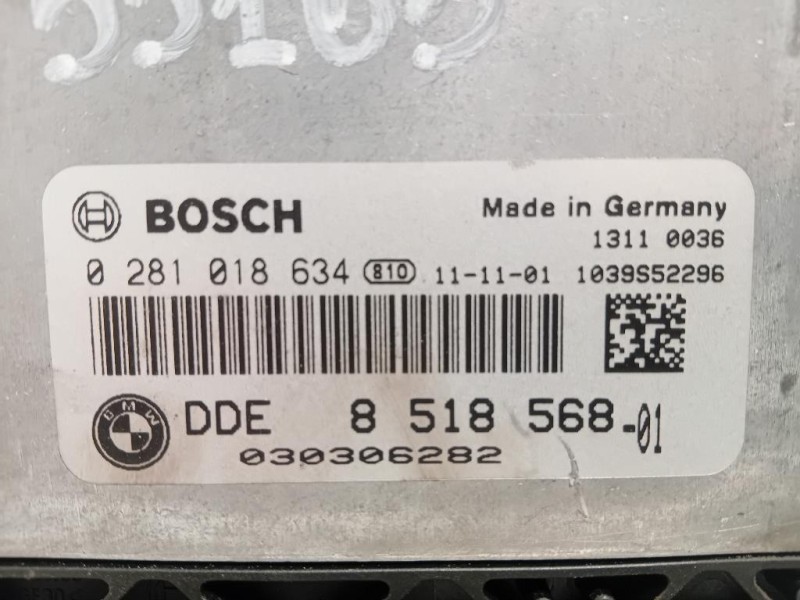 BOSCH
Made in Germany
1311 0036
0 281 018 634 810 11-11-01 1039S52296
BMW
DDE 8 518 568-01
030306282